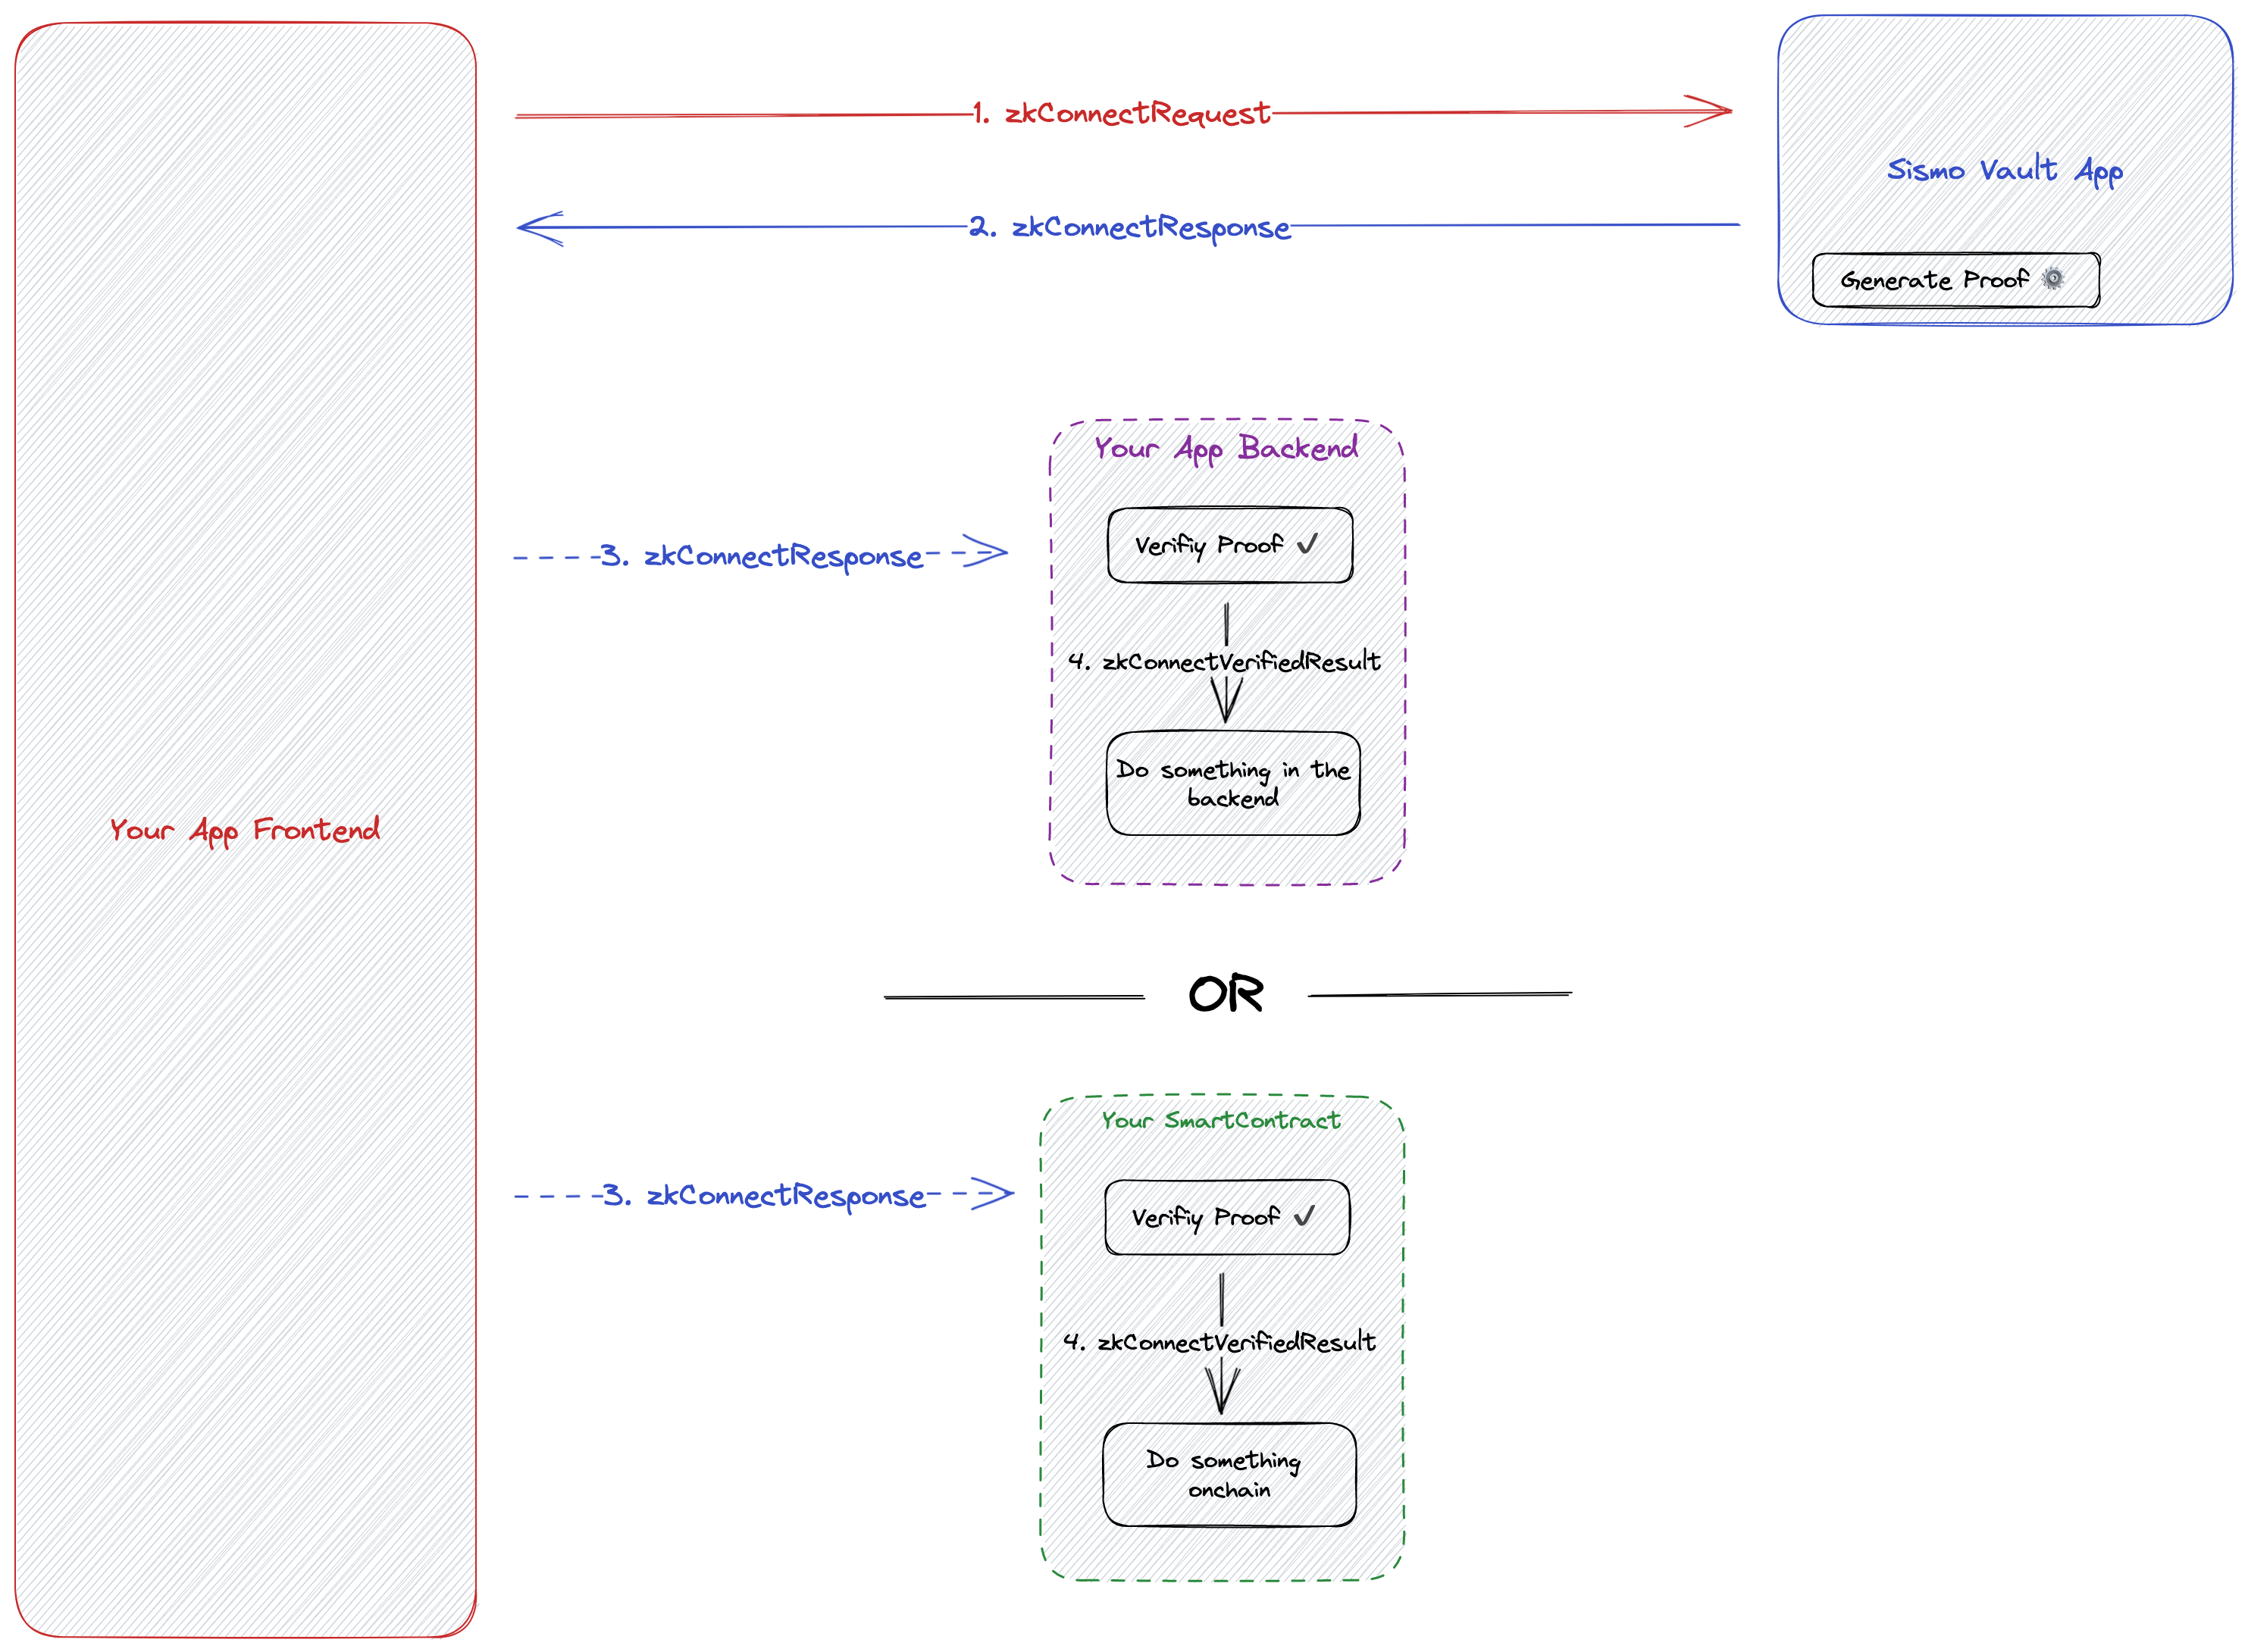 1. zkConnectRequest
Sismo Vault App
2. zkConnectResponse
Generate Proof
Your App Backend
Verifiy Proof ✔
3. zkConnectResponse
4. zkConnectVerifiedResult
Do something in the
backend
Your App Frontend
OR
Your SmartContract
3. zkConnectResponse
Verifiy Proof ✔
4. zkConnectVerifiedResult
Do something
onchain